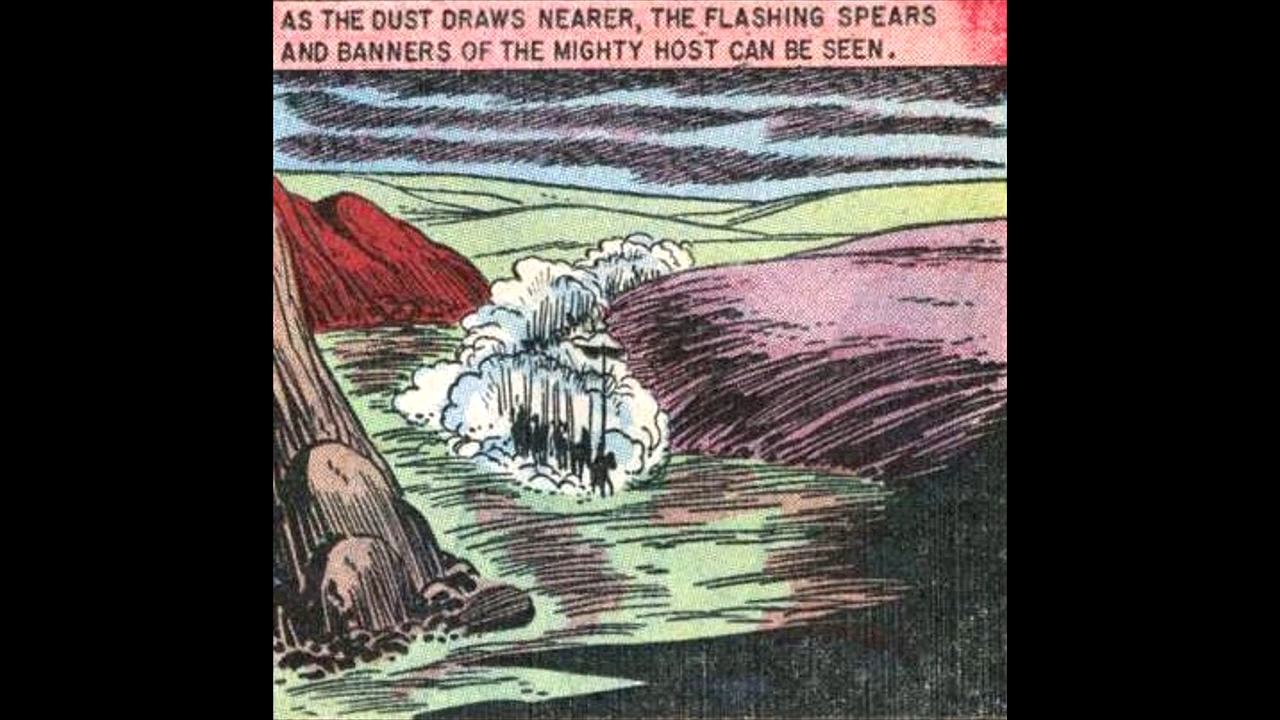 AS THE DUST DRAWS NEARER, THE FLASHING SPEARS
AND BANNERS OF THE MIGHTY HOST CAN BE SEEN.